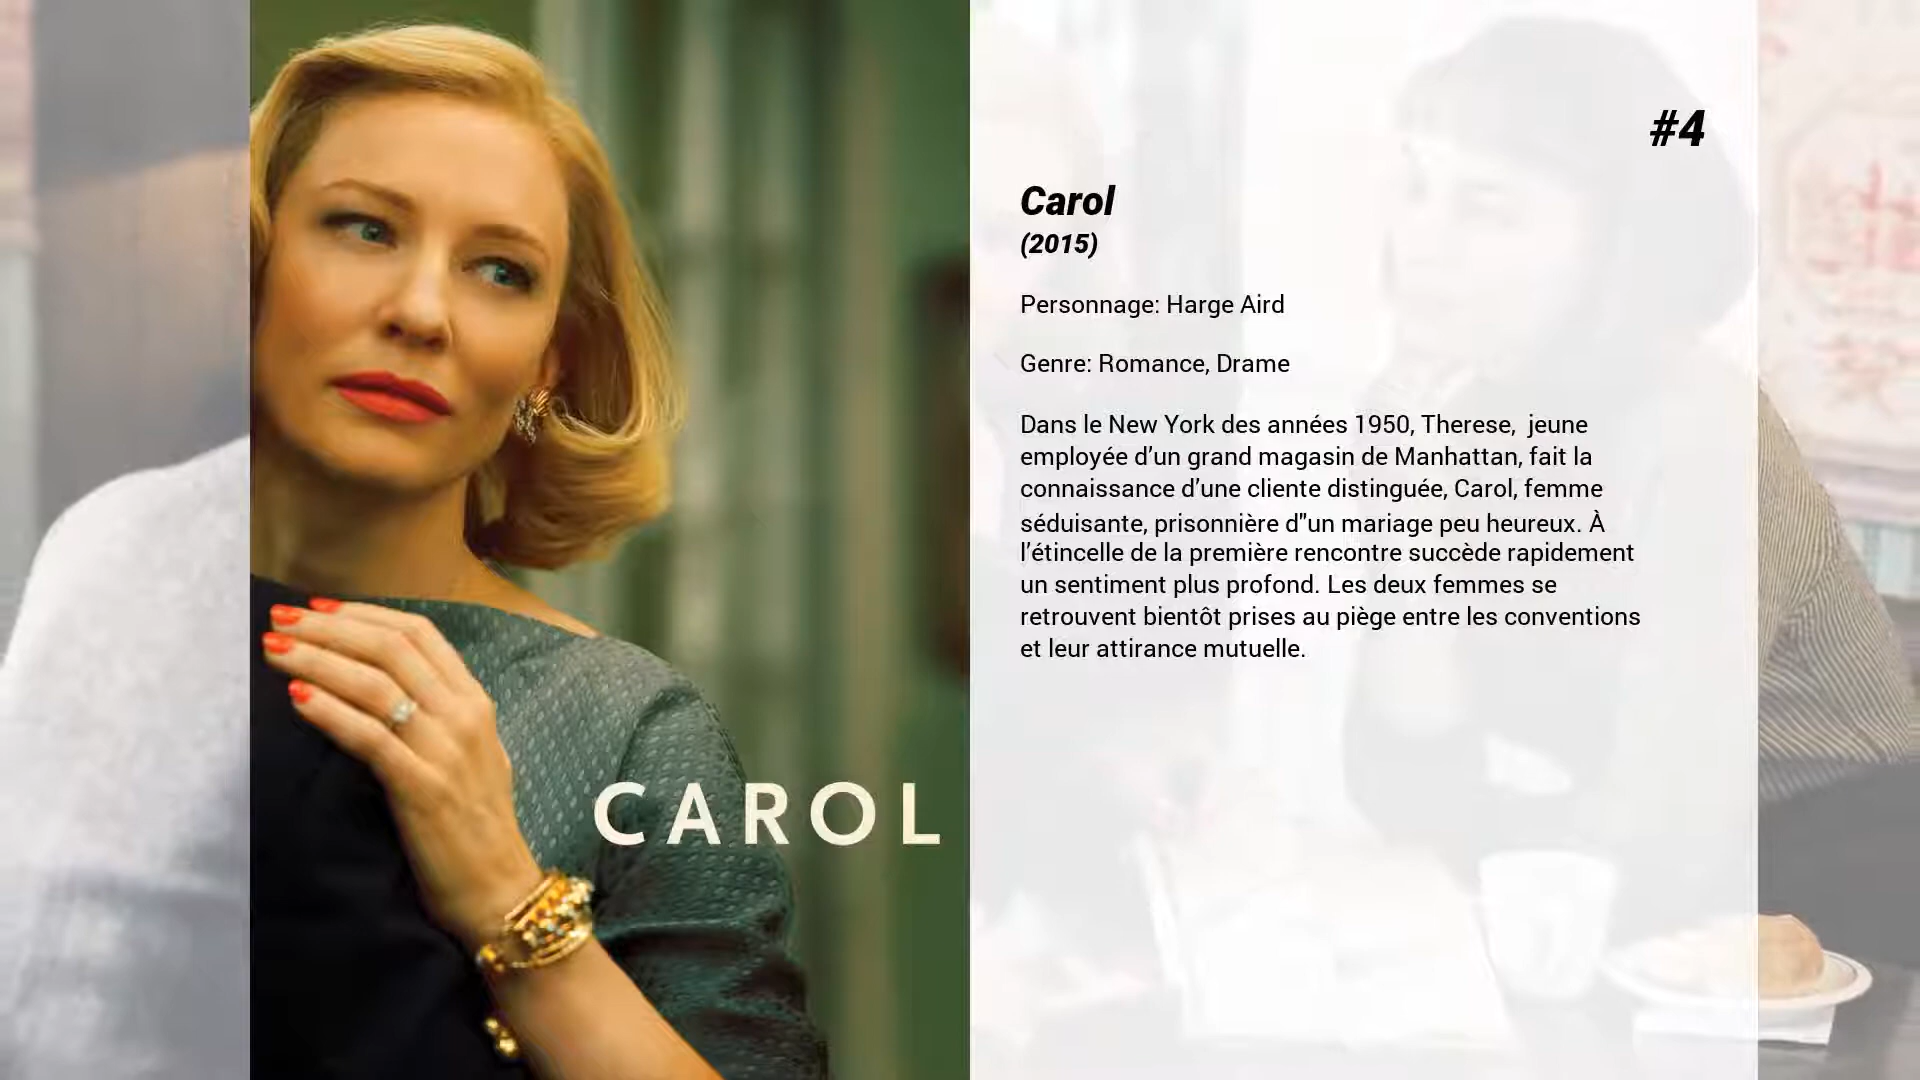 #4
Carol
(2015)
Personnage: Harge Aird
Genre: Romance, Drame
Dans le New York des années 1950, Therese,  jeune
employée d’un grand magasin de Manhattan, fait la
connaissance d’une cliente distinguée, Carol, femme
séduisante, prisonnière d"un mariage peu heureux. À
l’étincelle de la première rencontre succède rapidement
un sentiment plus profond. Les deux femmes se
retrouvent bientôt prises au piège entre les conventions
et leur attirance mutuelle.
CAROL